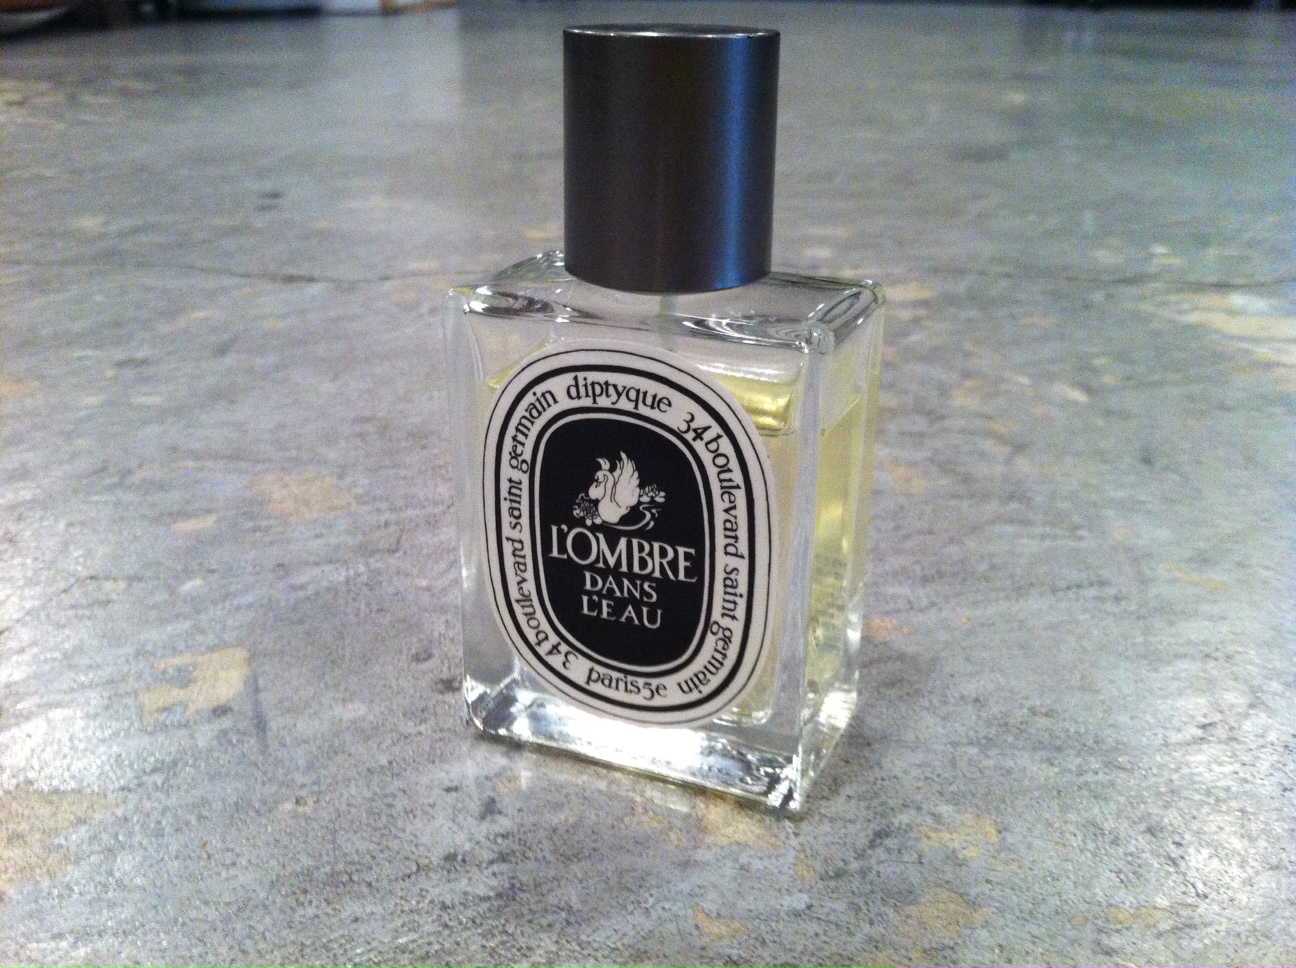 diptyque 34 boulevard saint germain paris 5e 34 boulevard saint germain
L'OMBRE
DANS
L'EAU